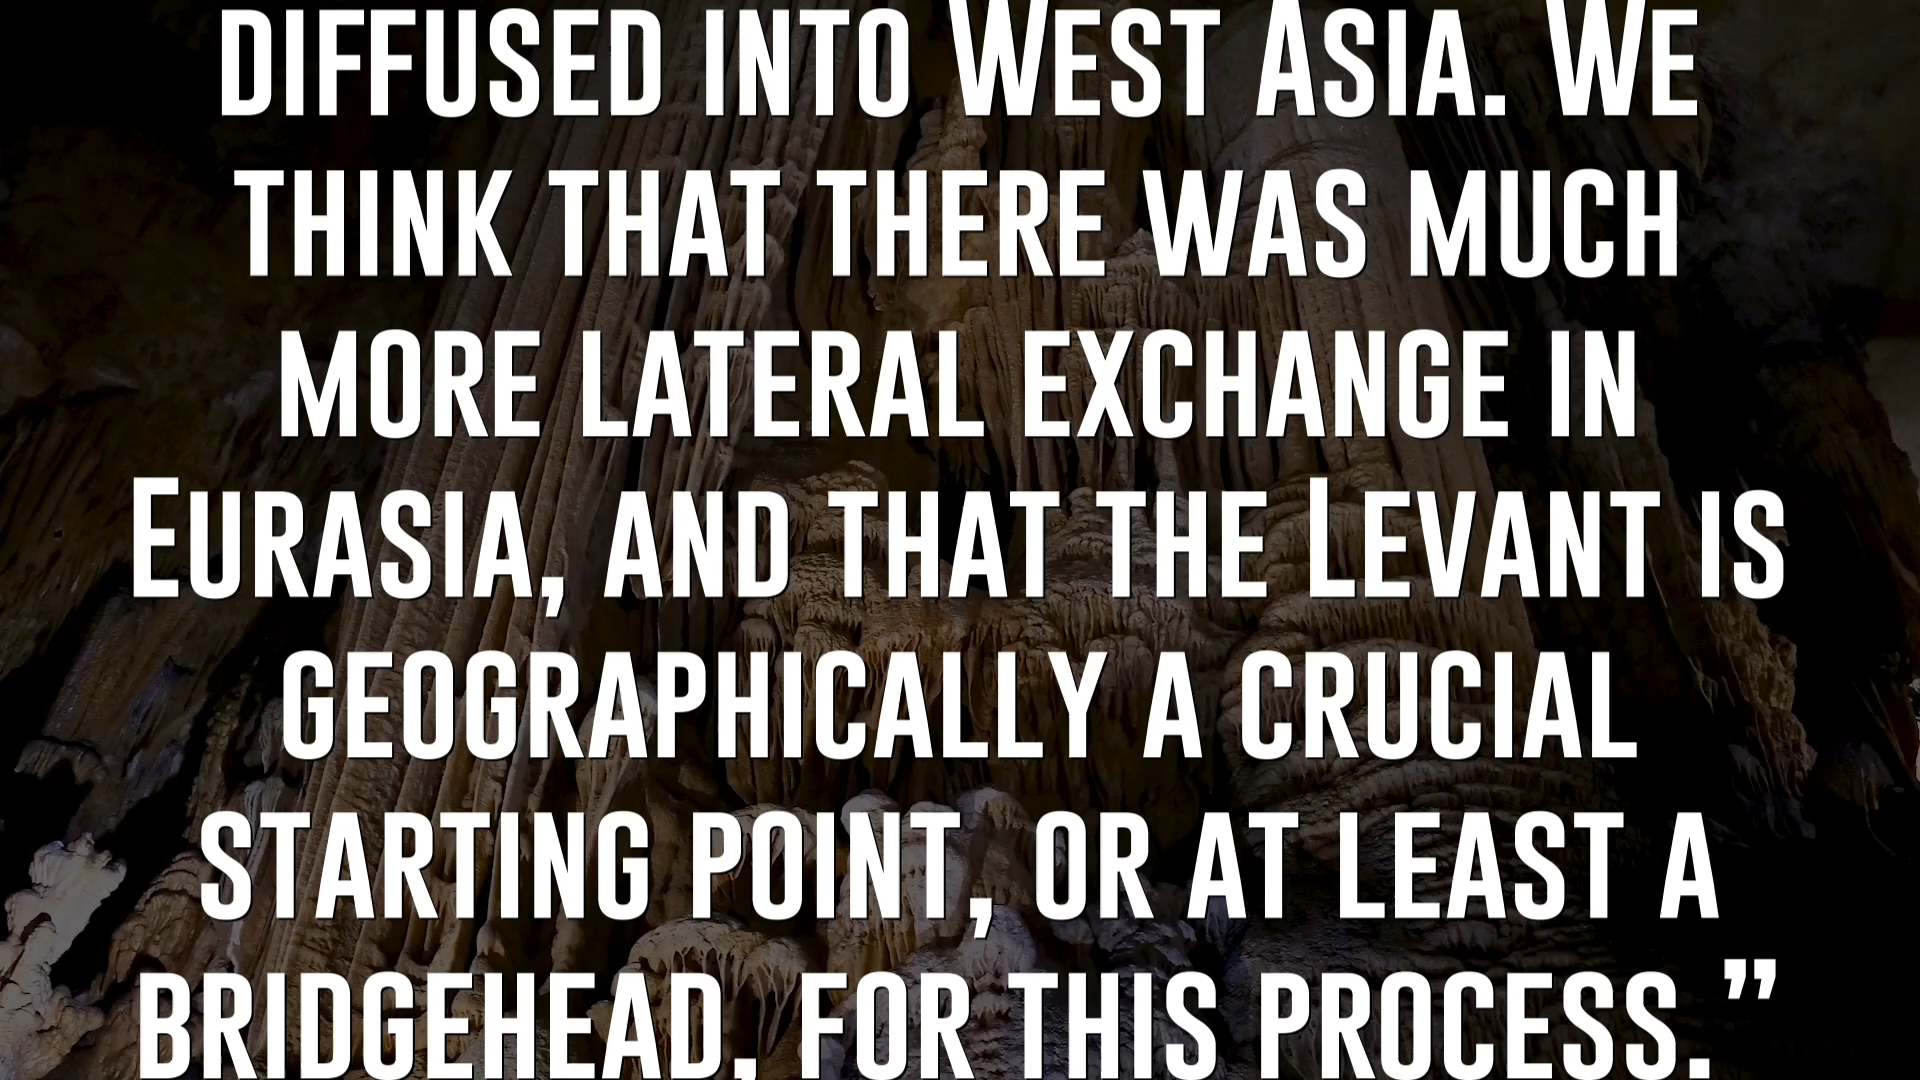 diffused into West Asia. We
think that there was much
more lateral exchange in
Eurasia, and that the Levant is
geographically a crucial
starting point, or at least a
bridgehead, for this process.”